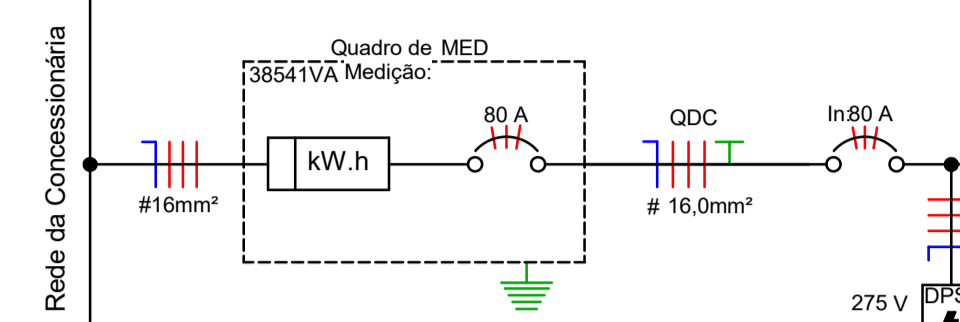 Rede da Concessionária
Quadro de MED
38541VA Medição:
80 A
kW.h
#16mm²
QDC
# 16,0mm²
In:80 A
275 V
DPS